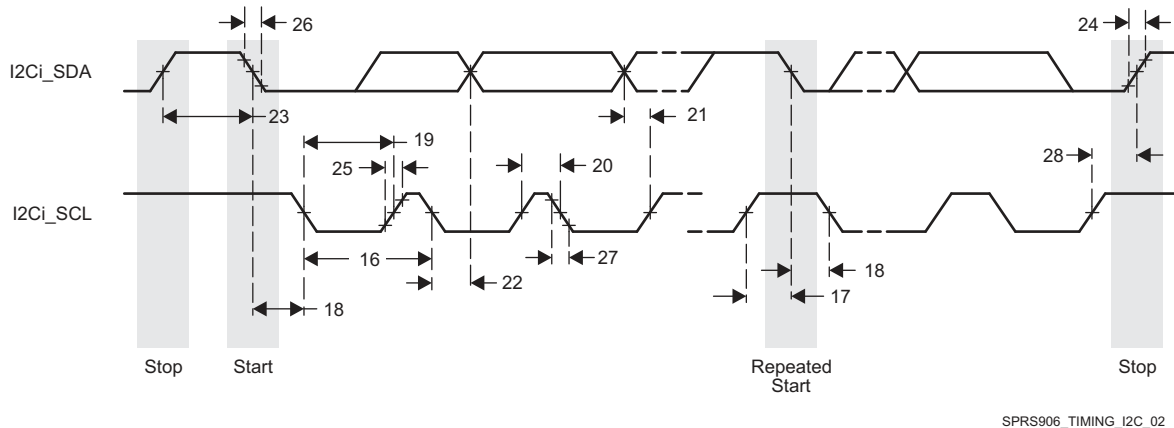 26
24
I2Ci_SDA
23
21
19
28
25
20
I2Ci_SCL
16
27
18
22
17
18
Stop
Start
Repeated
Start
Stop
SPRS906_TIMING_I2C_02